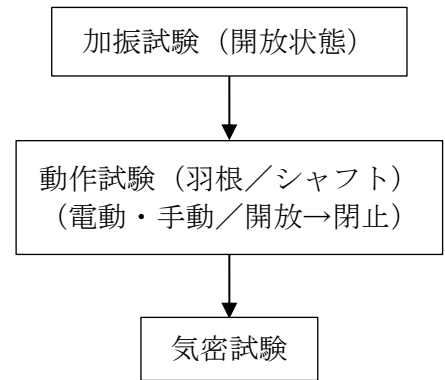 加振試験（開放状態）
動作試験（羽根／シャフト）
（電動・手動／開放→閉止）
気密試験